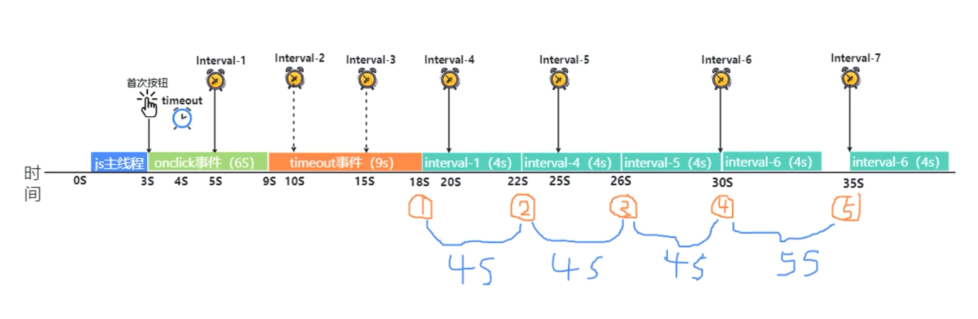 Interval-1
Interval-2
Interval-3
Interval-4
Interval-5
Interval-6
Interval-7
首次按钮
timeout
js主线程
onclick事件（6S）
timeout事件（9s）
interval-1（4s）
interval-4（4s）
interval-5（4s）
interval-6（4s）
interval-6（4s）
时间
0S
3S
4S
5S
9S
10S
15S
18S
20S
22S
25S
26S
30S
35S
1
2
3
4
5
4S
4S
4S
5S